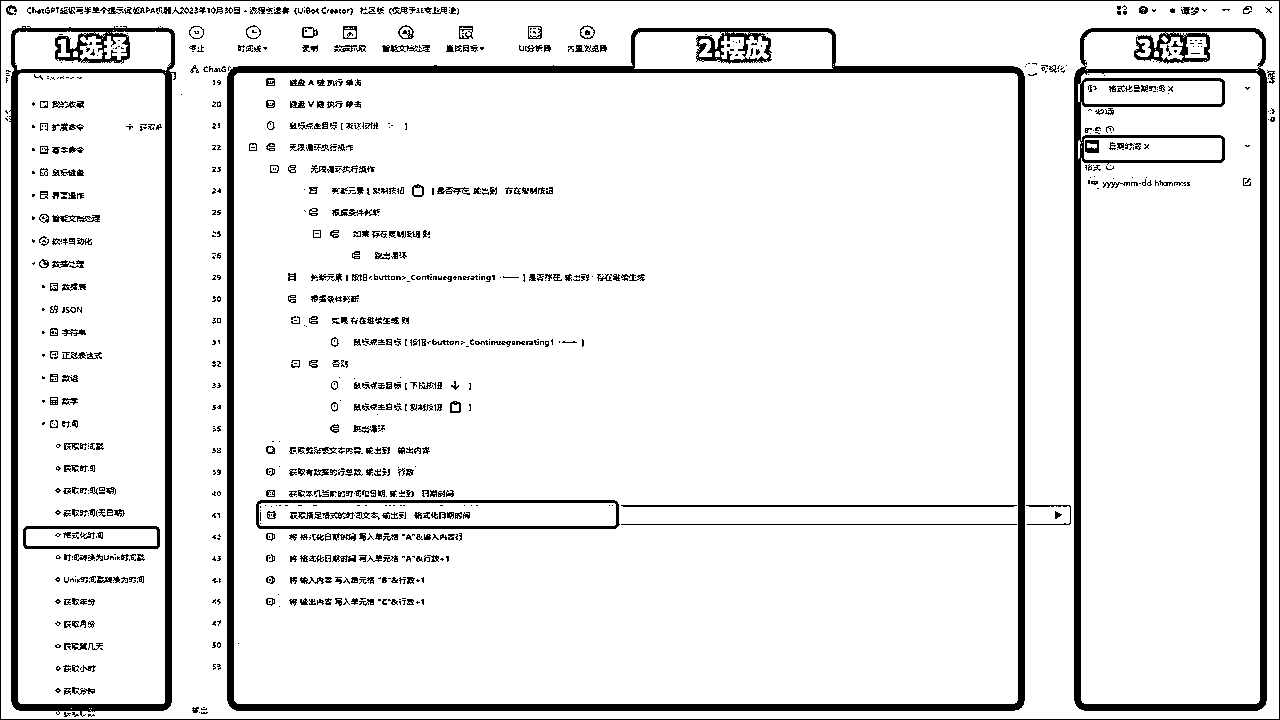 ChatGPT超级写手单个提示词版RPA机器人2023年10月30日 - 流程创造者（UiBot Creator） 社区版（仅用于非商业用途）
1.选择
2.摆放
3.设置
停止
时间线
录制
数据抓取
智能文档处理
查找目标
UI分析器
内置浏览器
可视化
我的收藏
扩展命令
基本命令
鼠标键盘
界面操作
智能文档处理
软件自动化
数据处理
数据表
JSON
字符串
正则表达式
数组
数学
时间
获取时间戳
获取时间
获取时间(日期)
获取时间(无日期)
格式化时间
时间转换为Unix时间戳
Unix时间戳转换为时间
获取年份
获取月份
获取第几天
获取小时
获取分钟
19 键盘 A 键 执行 单击
20 键盘 V 键 执行 单击
21 鼠标点击目标 [ 发送按钮 ]
22 无限循环执行操作
23 无限循环执行操作
24 判断元素 [ 复制按钮 ] 是否存在, 输出到 存在复制按钮
25 根据条件判断
25 如果 存在复制按钮 则
26 跳出循环
29 判断元素 [ 按钮<button>_Continuegenerating1 ] 是否存在, 输出到 存在继续生成
30 根据条件判断
30 如果 存在继续生成 则
31 鼠标点击目标 [ 按钮<button>_Continuegenerating1 ]
32 否则
33 鼠标点击目标 [ 下拉按钮 ]
34 鼠标点击目标 [ 复制按钮 ]
35 跳出循环
38 获取剪贴板文本内容, 输出到 输出内容
39 获取有数据的行总数, 输出到 行数
40 获取本机当前的时间和日期, 输出到 日期时间
41 获取指定格式的时间文本, 输出到 格式化日期时间
42 将 格式化日期时间 写入单元格 "A"&输入内容行
43 将 格式化日期时间 写入单元格 "A"&行数+1
44 将 输入内容 写入单元格 "B"&行数+1
45 将 输出内容 写入单元格 "C"&行数+1
47
50
53
输出
格式化日期时间 X
必选
时间
日期时间 X
格式
yyyy-mm-dd hh:mm:ss